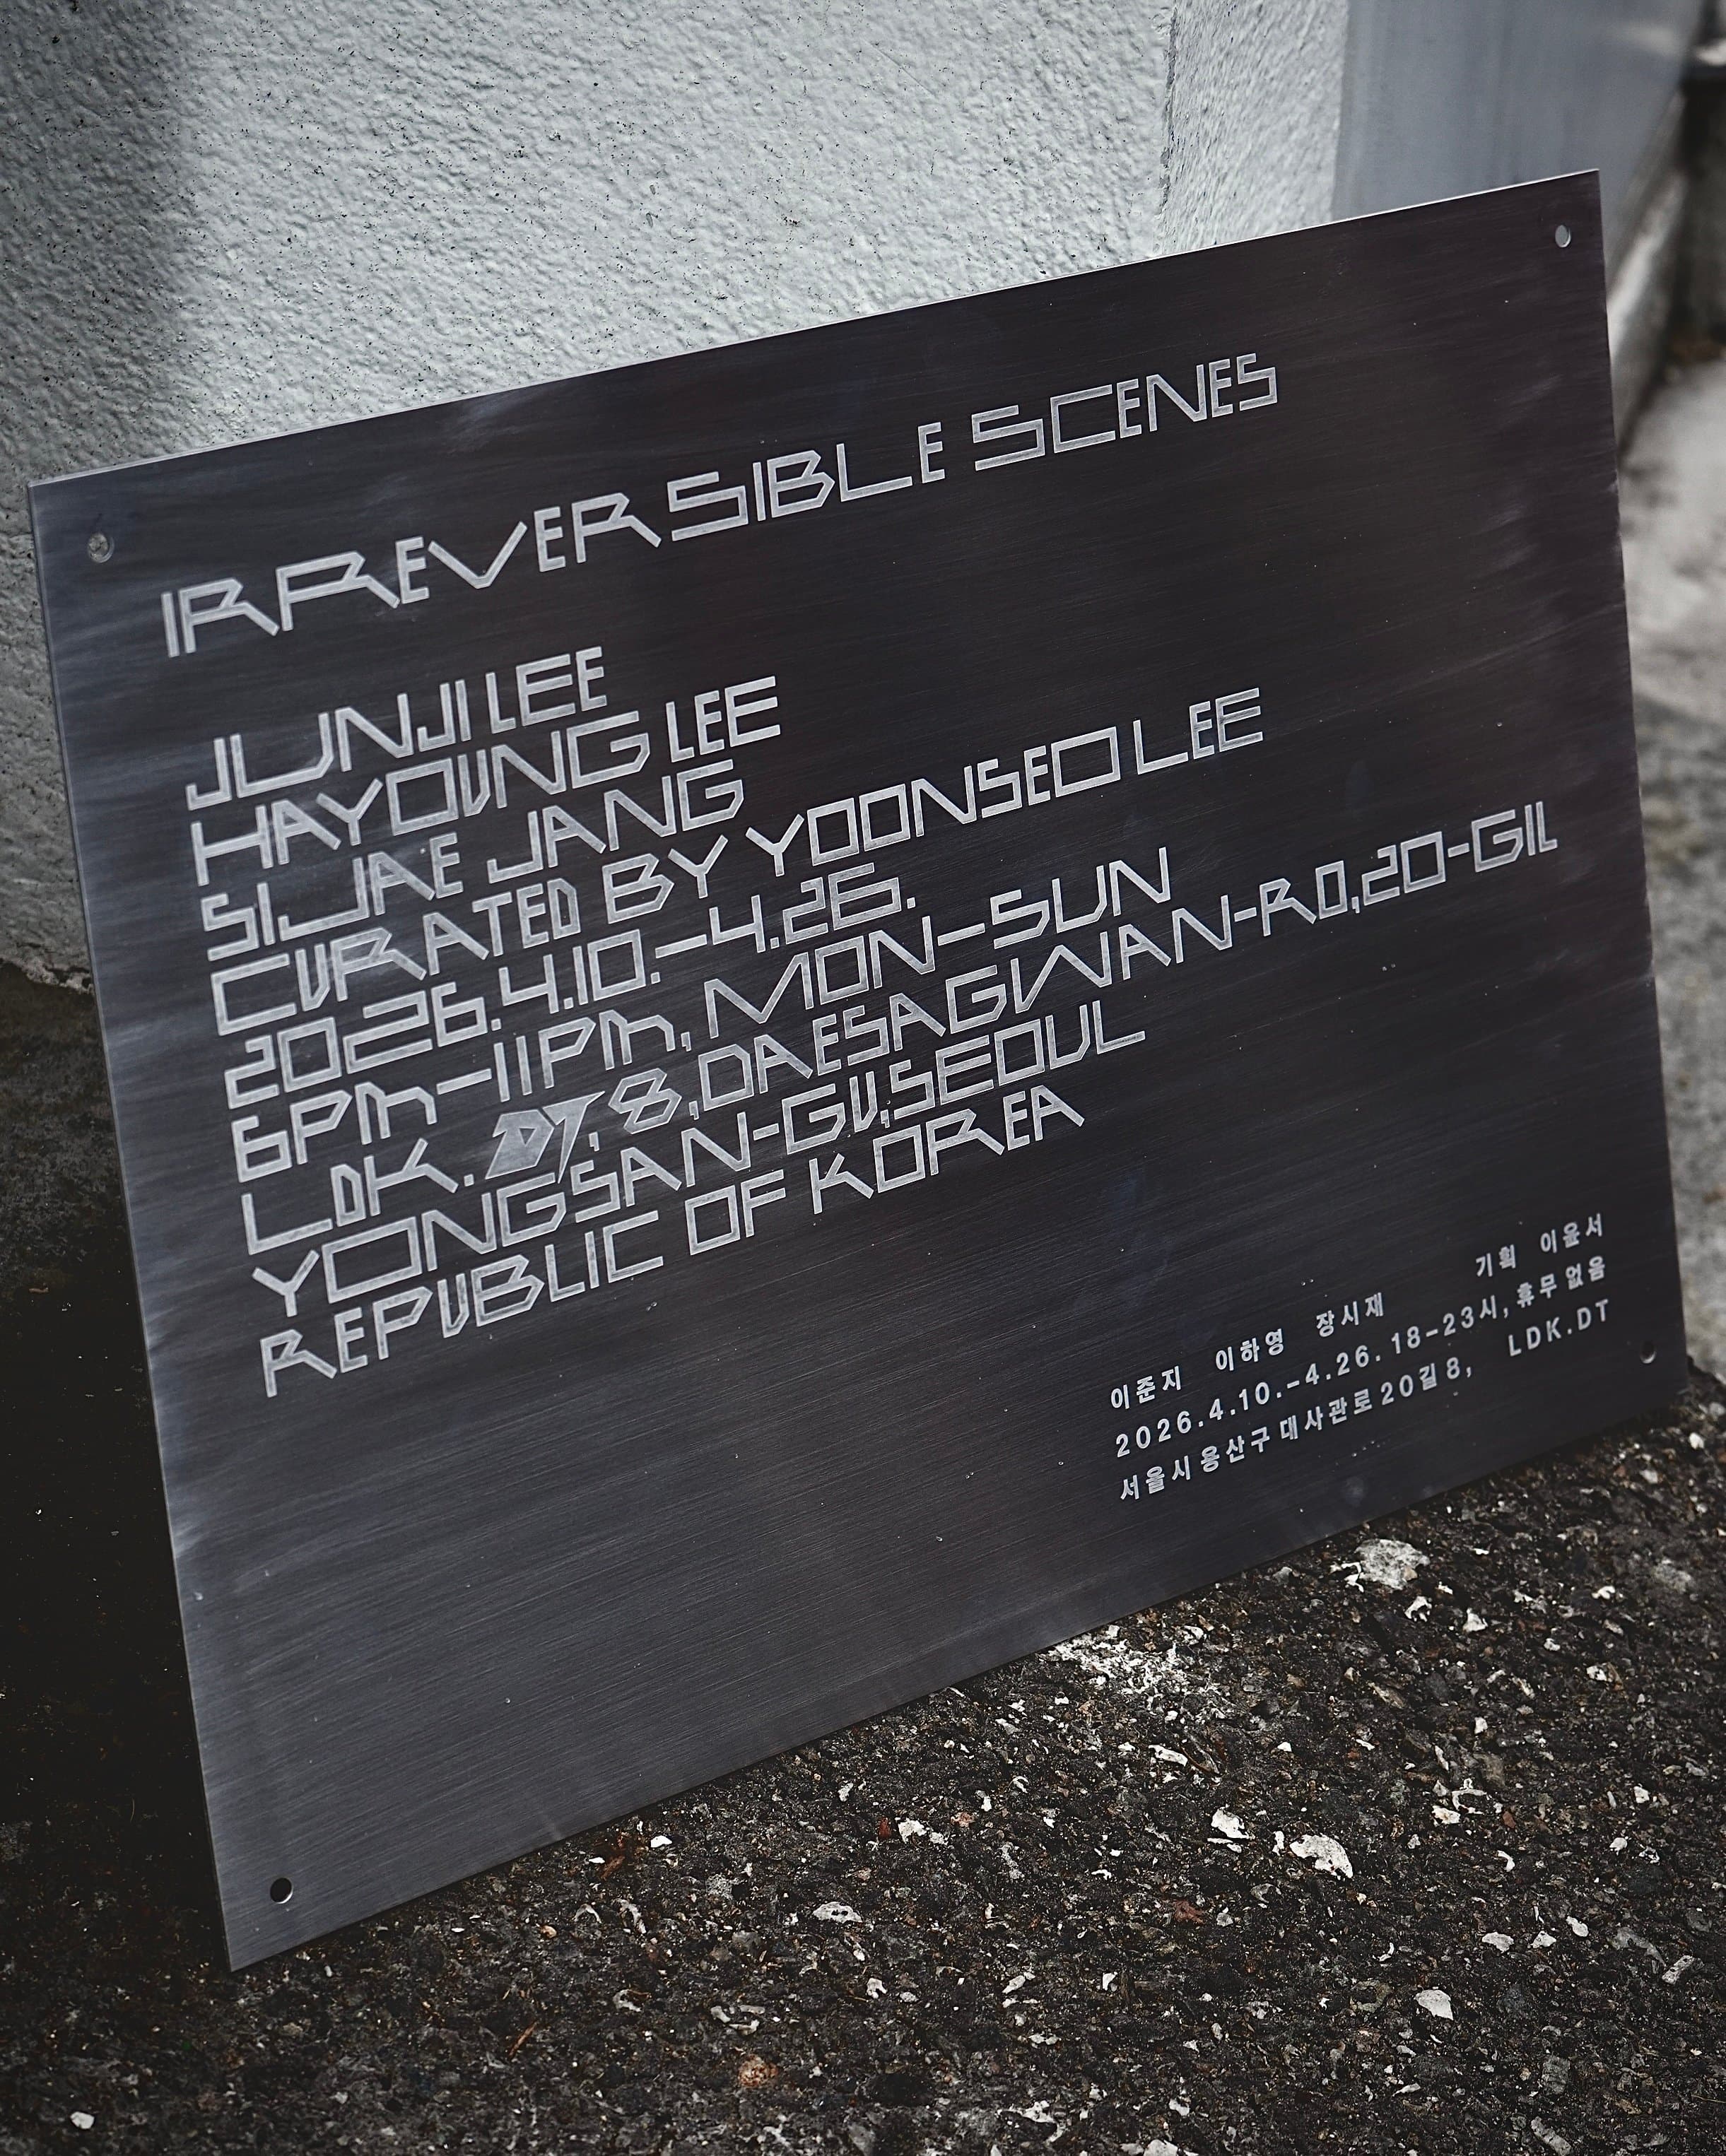 IRREVERSIBLE SCENES
JUNJI LEE
HAYOUNG LEE
SIJAE JANG
CURATED BY YOONSEO LEE
2026.4.10.–4.26.
6PM–11PM, MON–SUN
LDK.DT, 8, DAESAGWAN-RO, 20-GIL
YONGSAN-GU, SEOUL
REPUBLIC OF KOREA
이준지 이하영 장시재 기획 이윤서
2026.4.10.–4.26. 18–23시, 휴무 없음
서울시 용산구 대사관로20길 8, LDK.DT